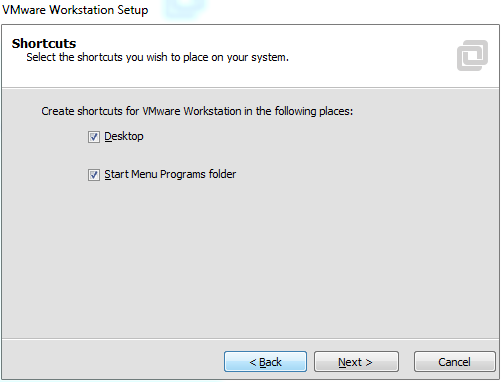 VMware Workstation Setup
Shortcuts
Select the shortcuts you wish to place on your system.
Create shortcuts for VMware Workstation in the following places:
Desktop
Start Menu Programs folder
< Back
Next >
Cancel